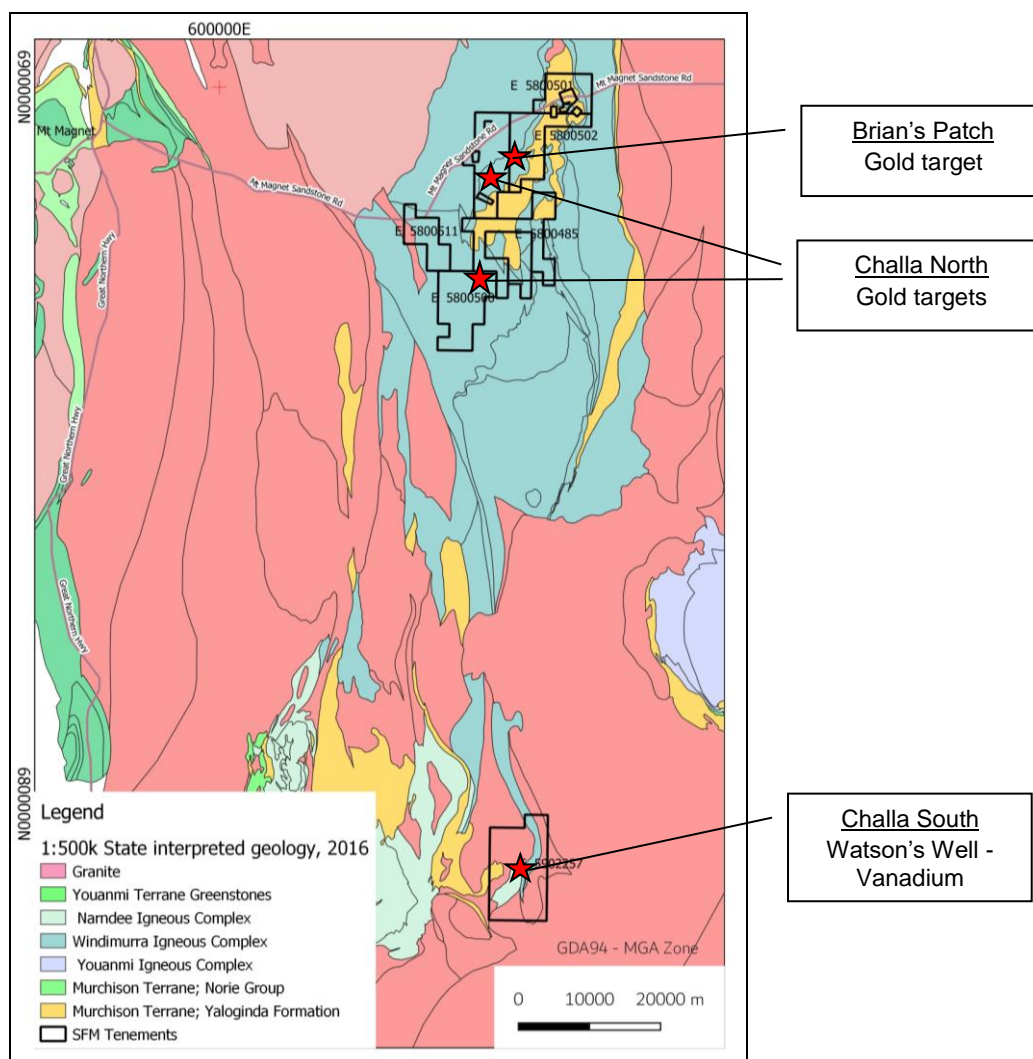 600000E
6900000N
Mt Magnet
Great Northern Hwy
Mt Magnet Sandstone Rd
Mt Magnet Sandstone Rd
Mt Magnet Sandstone Rd
E 5800501
E 5800502
E 5800511
E 5800485
E 5800500
Great Northern Hwy
Great Northern Hwy
6800000N
5902257
GDA94 - MGA Zone
0 10000 20000 m
Legend
1:500k State interpreted geology, 2016
Granite
Youanmi Terrane Greenstones
Narndee Igneous Complex
Windimurra Igneous Complex
Youanmi Igneous Complex
Murchison Terrane; Norie Group
Murchison Terrane; Yaloginda Formation
SFM Tenements
Brian's Patch
Gold target
Challa North
Gold targets
Challa South
Watson's Well -
Vanadium